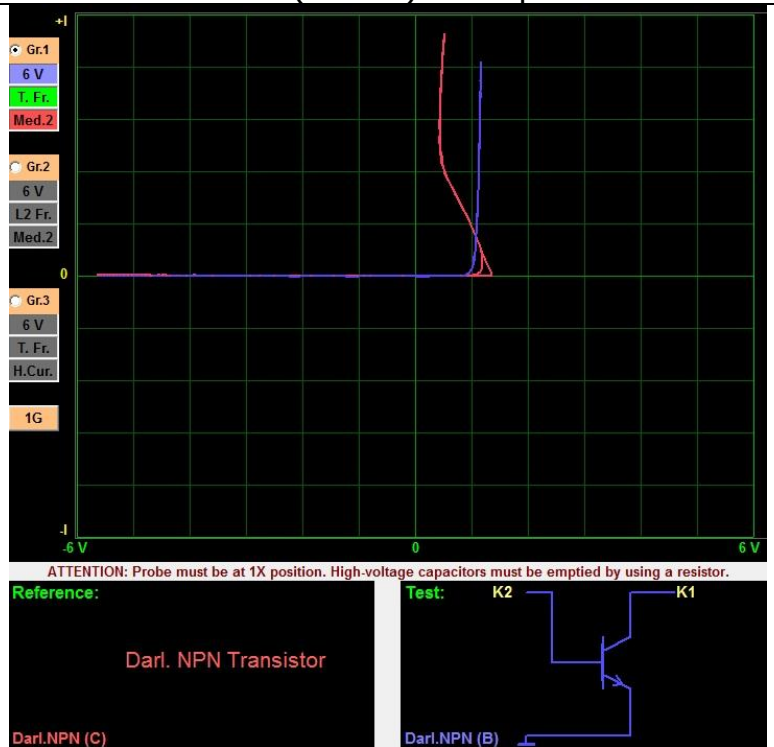 +I
Gr.1
6 V
T. Fr.
Med.2
Gr.2
6 V
L2 Fr.
Med.2
0
Gr.3
6 V
T. Fr.
H.Cur.
1G
-I
-6 V
0
6 V
ATTENTION: Probe must be at 1X position. High-voltage capacitors must be emptied by using a resistor.
Reference:
Darl. NPN Transistor
Darl.NPN (C)
Test:
K2
K1
Darl.NPN (B)